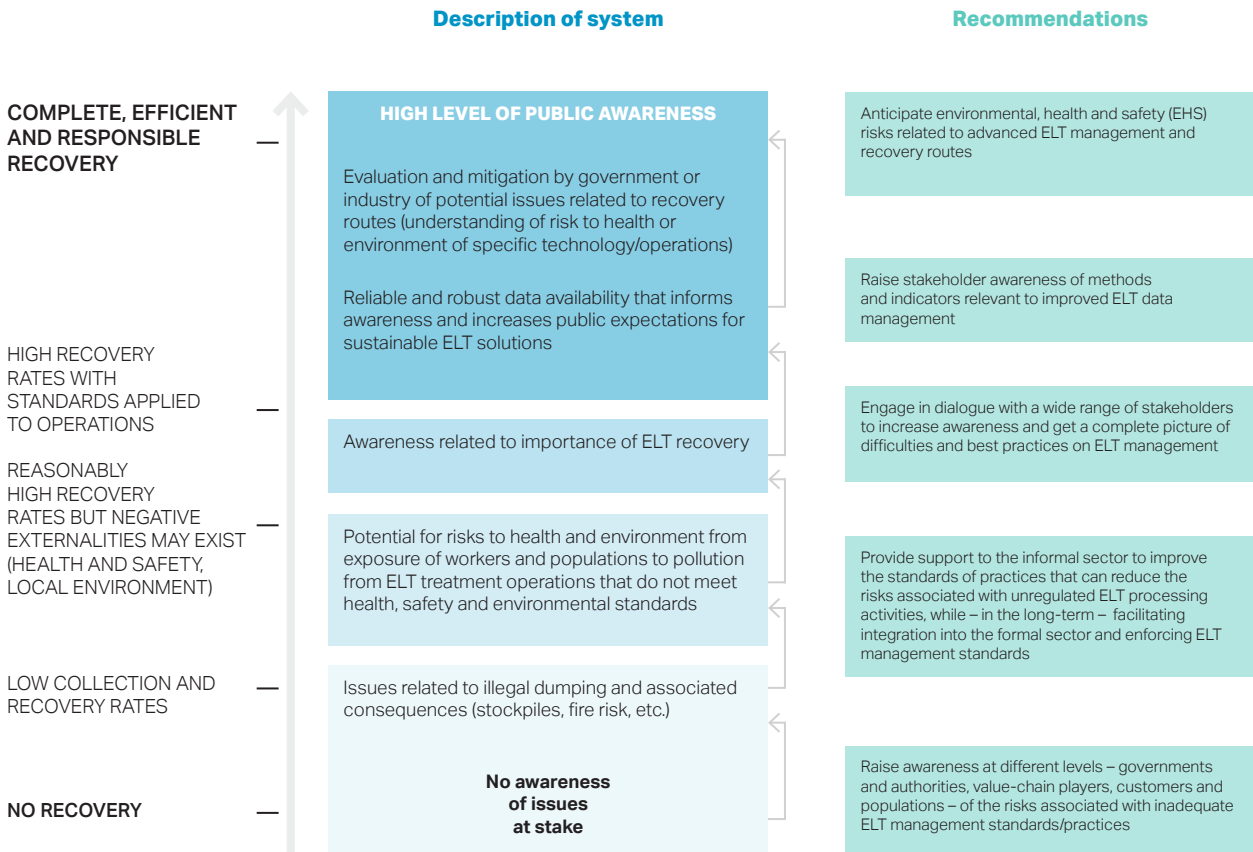 Description of system
Recommendations
COMPLETE, EFFICIENT
AND RESPONSIBLE
RECOVERY
HIGH RECOVERY
RATES WITH
STANDARDS APPLIED
TO OPERATIONS
REASONABLY
HIGH RECOVERY
RATES BUT NEGATIVE
EXTERNALITIES MAY EXIST
(HEALTH AND SAFETY,
LOCAL ENVIRONMENT)
LOW COLLECTION AND
RECOVERY RATES
NO RECOVERY
HIGH LEVEL OF PUBLIC AWARENESS
Evaluation and mitigation by government or
industry of potential issues related to recovery
routes (understanding of risk to health or
environment of specific technology/operations)
Reliable and robust data availability that informs
awareness and increases public expectations for
sustainable ELT solutions
Awareness related to importance of ELT recovery
Potential for risks to health and environment from
exposure of workers and populations to pollution
from ELT treatment operations that do not meet
health, safety and environmental standards
Issues related to illegal dumping and associated
consequences (stockpiles, fire risk, etc.)
No awareness
of issues
at stake
Anticipate environmental, health and safety (EHS)
risks related to advanced ELT management and
recovery routes
Raise stakeholder awareness of methods
and indicators relevant to improved ELT data
management
Engage in dialogue with a wide range of stakeholders
to increase awareness and get a complete picture of
difficulties and best practices on ELT management
Provide support to the informal sector to improve
the standards of practices that can reduce the
risks associated with unregulated ELT processing
activities, while – in the long-term – facilitating
integration into the formal sector and enforcing ELT
management standards
Raise awareness at different levels – governments
and authorities, value-chain players, customers and
populations – of the risks associated with inadequate
ELT management standards/practices